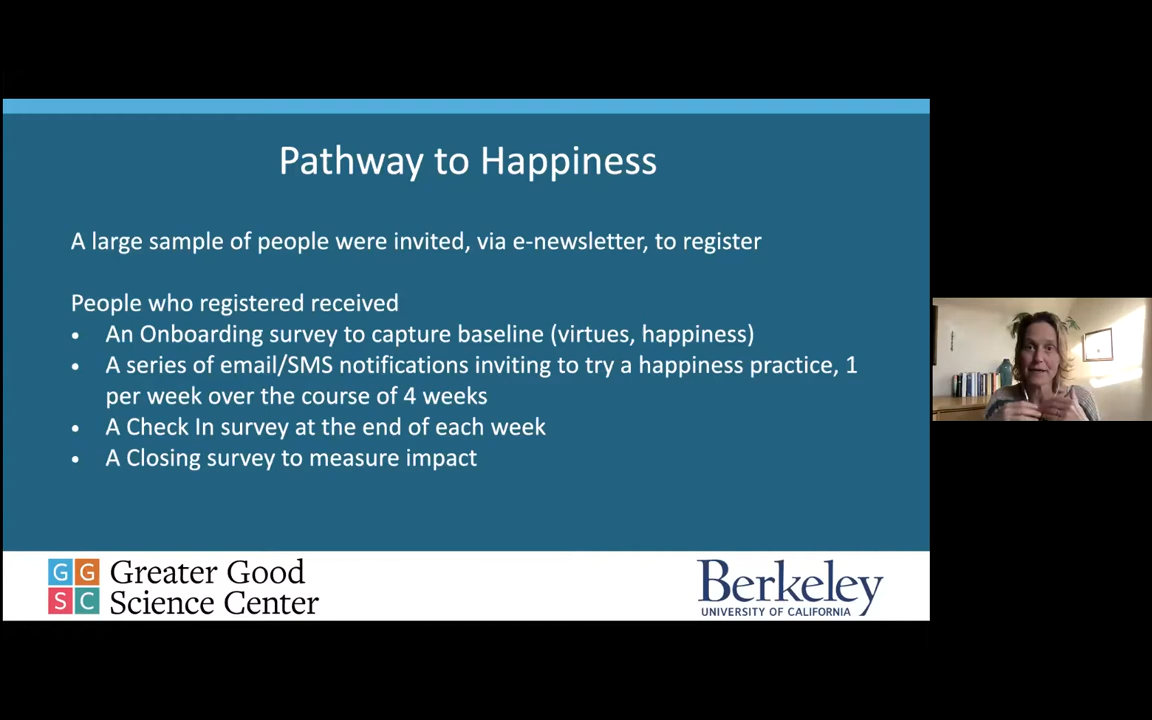 Pathway to Happiness
A large sample of people were invited, via e-newsletter, to register
People who registered received
• An Onboarding survey to capture baseline (virtues, happiness)
• A series of email/SMS notifications inviting to try a happiness practice, 1
per week over the course of 4 weeks
• A Check In survey at the end of each week
• A Closing survey to measure impact
GG
SC
Greater Good
Science Center
Berkeley
UNIVERSITY OF CALIFORNIA